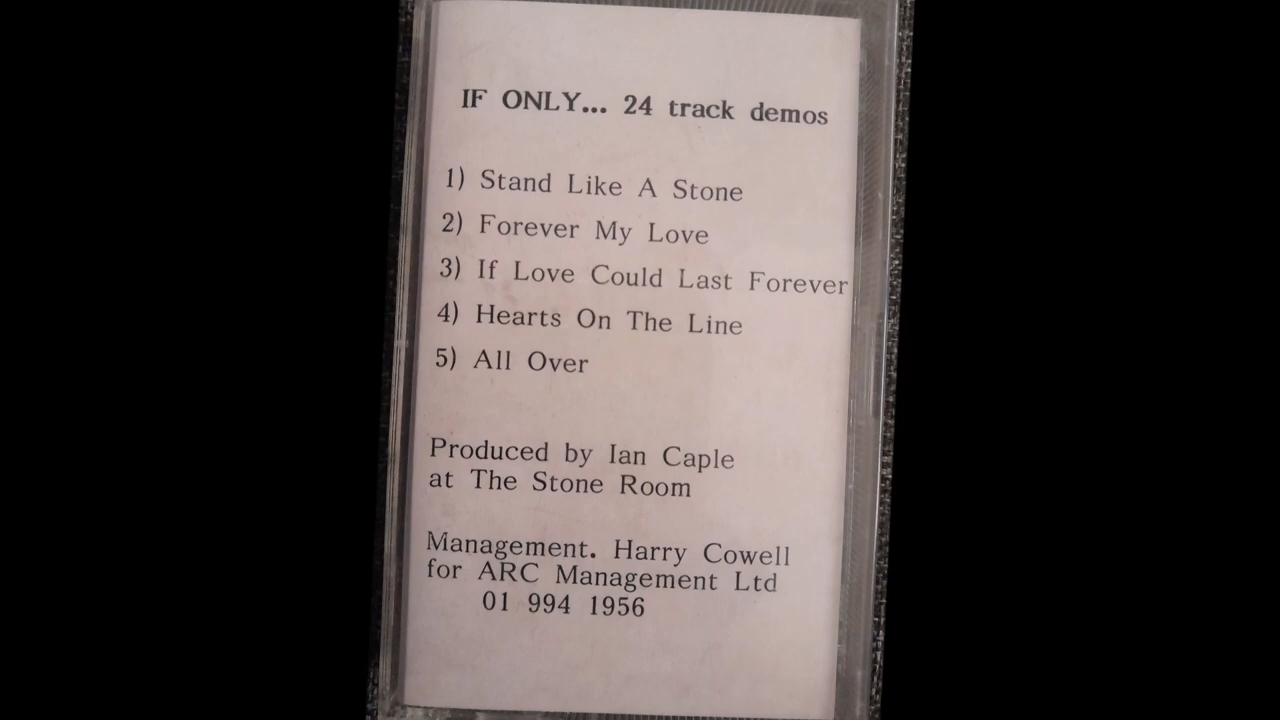 IF ONLY... 24 track demos
1) Stand Like A Stone
2) Forever My Love
3) If Love Could Last Forever
4) Hearts On The Line
5) All Over
Produced by Ian Caple
at The Stone Room
Management. Harry Cowell
for ARC Management Ltd
01 994 1956